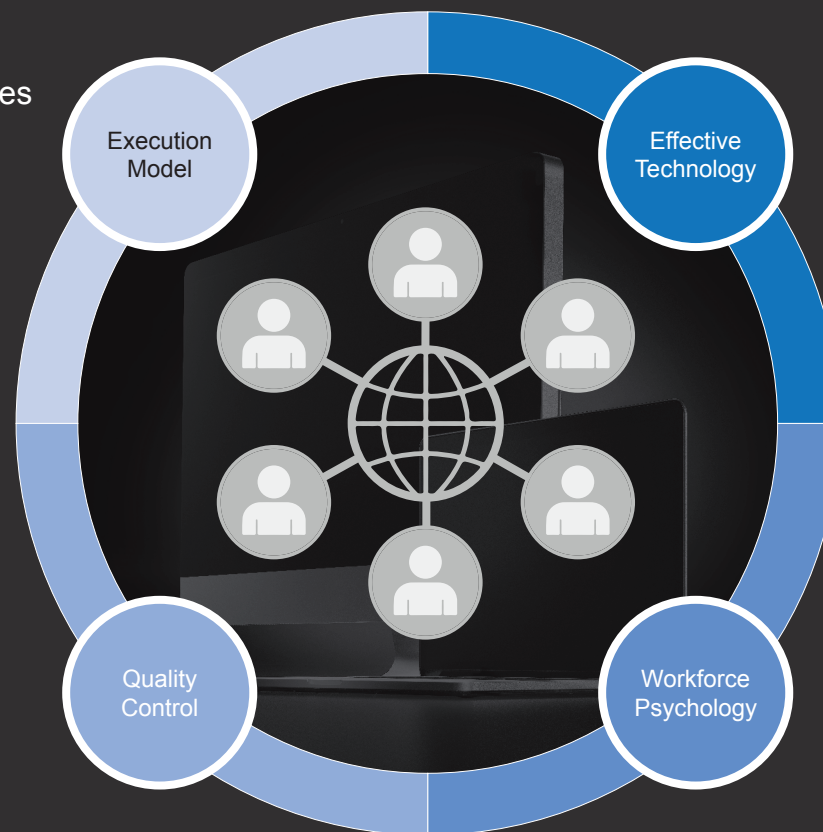 es
Execution
Model
Effective
Technology
Quality
Control
Workforce
Psychology